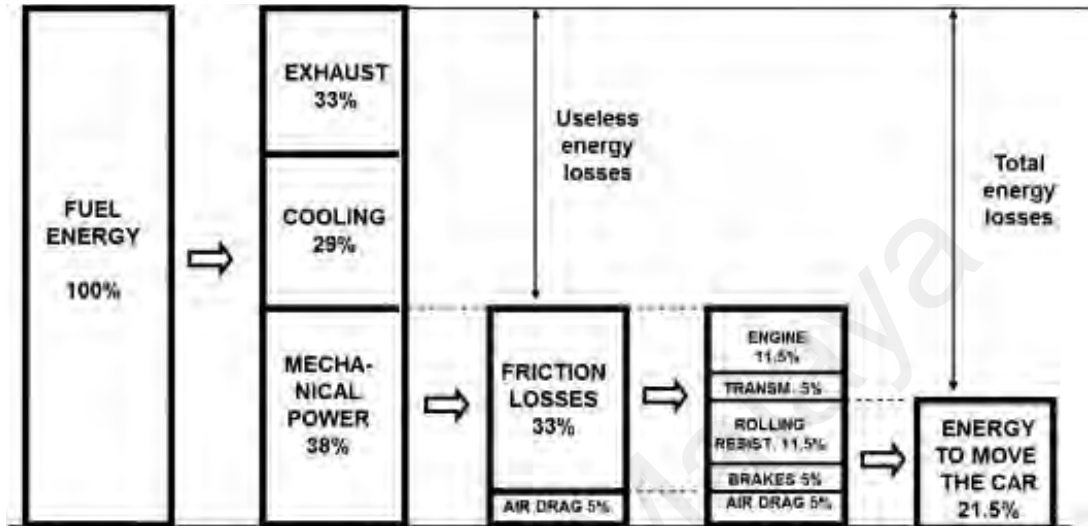 FUEL
ENERGY
100%
EXHAUST
33%
COOLING
29%
MECHA-
NICAL
POWER
38%
Useless
energy
losses
FRICTION
LOSSES
33%
AIR DRAG 5%
ENGINE
11.5%
TRANSM. 5%
ROLLING
RESIST. 11.5%
BRAKES 5%
AIR DRAG 5%
Total
energy
losses
ENERGY
TO MOVE
THE CAR
21.5%